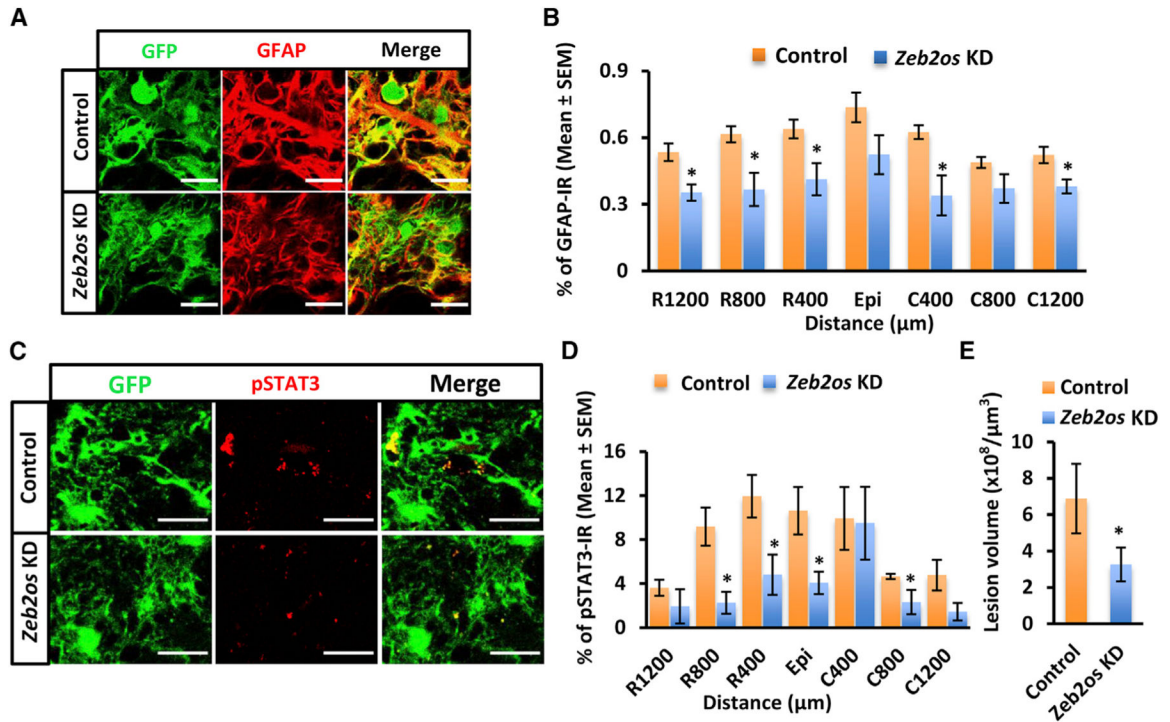 A
GFP GFAP Merge
Control
Zeb2os KD
B
Control Zeb2os KD
% of GFAP-IR (Mean ± SEM)
0.9
0.6
0.3
0
* * * * *
R1200 R800 R400 Epi C400 C800 C1200
Distance (µm)
C
GFP pSTAT3 Merge
Control
Zeb2os KD
D
Control Zeb2os KD
% of pSTAT3-IR (Mean ± SEM)
16
12
8
4
0
* * * *
R1200 R800 R400 Epi C400 C800 C1200
Distance (µm)
E
Control
Zeb2os KD
Lesion volume (x10⁸/µm³)
10
8
6
4
2
0
*
Control Zeb2os KD